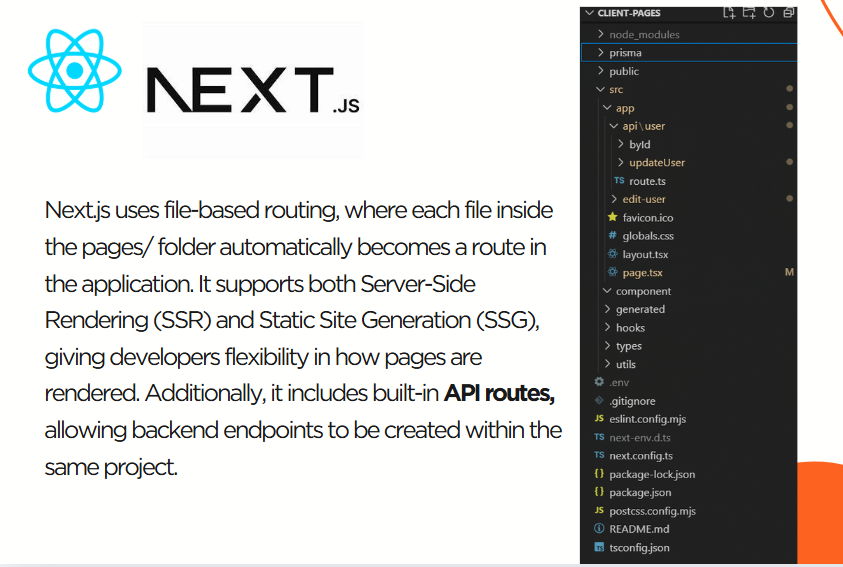 NEXT.JS
Next.js uses file-based routing, where each file inside
the pages/ folder automatically becomes a route in
the application. It supports both Server-Side
Rendering (SSR) and Static Site Generation (SSG),
giving developers flexibility in how pages are
rendered. Additionally, it includes built-in API routes,
allowing backend endpoints to be created within the
same project.
CLIENT-PAGES
node_modules
prisma
public
src
app
api\user
byId
updateUser
TS route.ts
edit-user
favicon.ico
# globals.css
layout.tsx
page.tsx M
component
generated
hooks
types
utils
.env
.gitignore
JS eslint.config.mjs
TS next-env.d.ts
TS next.config.ts
{} package-lock.json
{} package.json
JS postcss.config.mjs
README.md
TS tsconfig.json